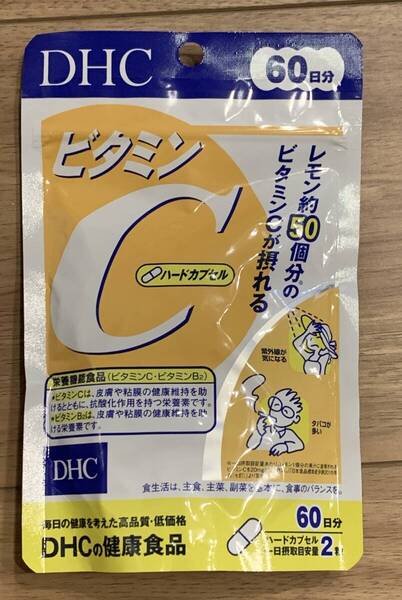 DHC
60日分
ビタミン
C
レモン約50個分※の
ビタミンCが摂れる
ハードカプセル
紫外線が
気になる
タバコが
多い
栄養機能食品(ビタミンC・ビタミンB2)
●ビタミンCは、皮膚や粘膜の健康維持を助
けるとともに、抗酸化作用を持つ栄養素です。
●ビタミンB2は、皮膚や粘膜の健康維持を助
ける栄養素です。
DHC
食生活は、主食、主菜、副菜を基本に、食事のバランスを。
毎日の健康を考えた高品質・低価格
DHCの健康食品
60日分
ハードカプセル
一日摂取目安量2粒